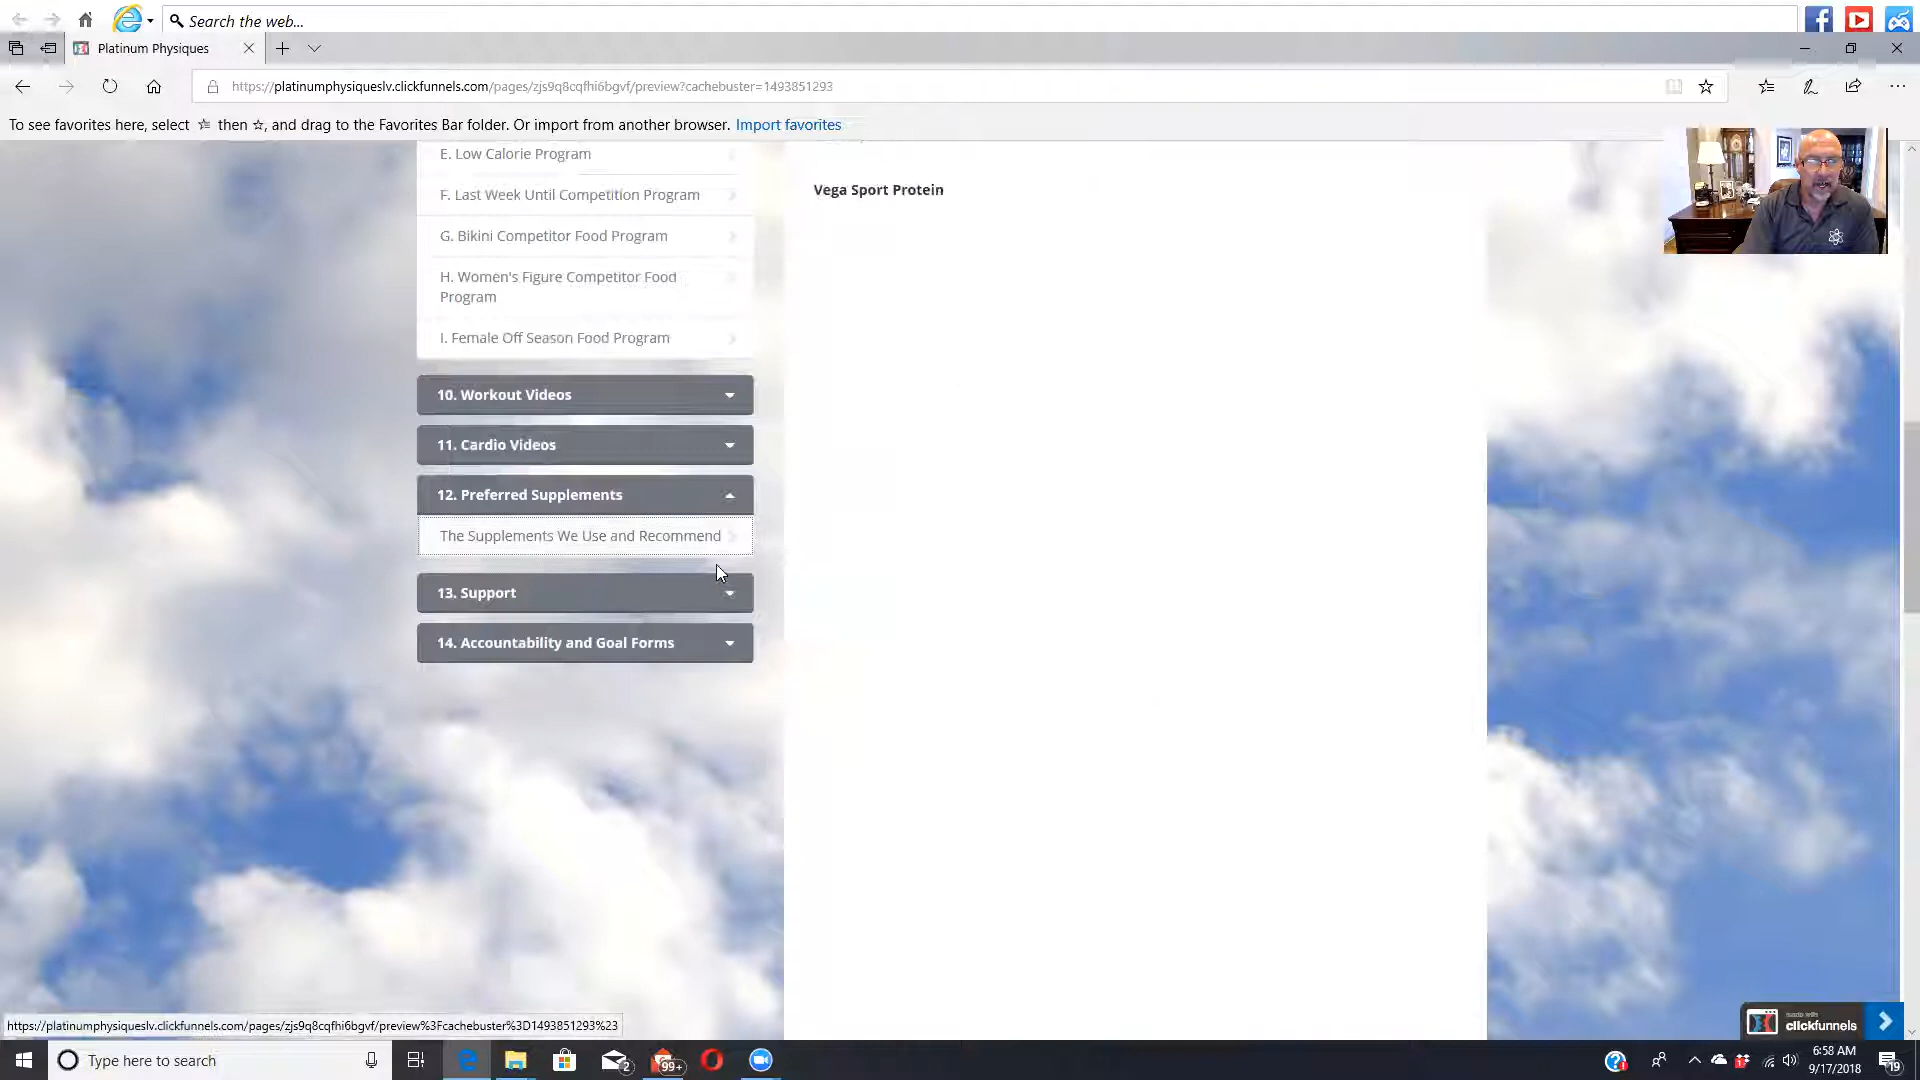 Search the web...
Platinum Physiques
https://platinumphysiqueslv.clickfunnels.com/pages/zjs9q8cqfhi6bgvf/preview?cachebuster=1493851293
To see favorites here, select then , and drag to the Favorites Bar folder. Or import from another browser. Import favorites
E. Low Calorie Program
F. Last Week Until Competition Program
G. Bikini Competitor Food Program
H. Women's Figure Competitor Food
Program
I. Female Off Season Food Program
10. Workout Videos
11. Cardio Videos
12. Preferred Supplements
The Supplements We Use and Recommend
13. Support
14. Accountability and Goal Forms
Vega Sport Protein
https://platinumphysiqueslv.clickfunnels.com/pages/zjs9q8cqfhi6bgvf/preview%3Fcachebuster%3D1493851293%23
made with
clickfunnels
Type here to search
2
99+
6:58 AM
9/17/2018
19